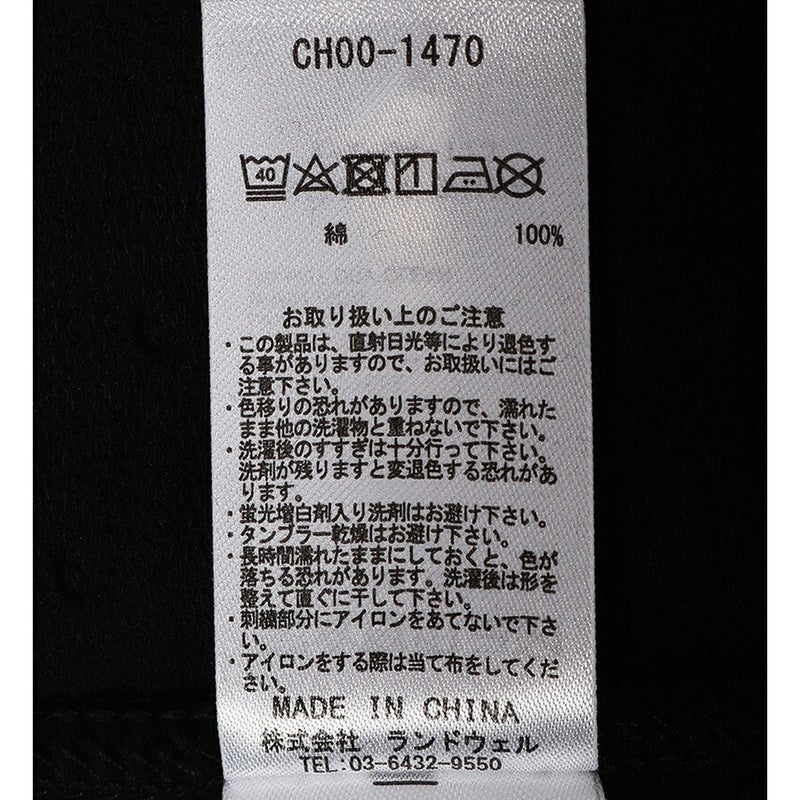 CH00-1470
40
綿 100%
お取り扱い上のご注意
・この製品は、直射日光等により退色す
る事がありますので、お取扱いにはご
注意下さい。
・色移りの恐れがありますので、濡れた
まま他の洗濯物と重ねないで下さい。
・洗濯後のすすぎは十分行って下さい。
洗剤が残りますと変退色する恐れがあ
ります。
・蛍光増白剤入り洗剤はお避け下さい。
・タンブラー乾燥はお避け下さい。
・長時間濡れたままにしておくと、色が
落ちる恐れがあります。洗濯後は形を
整えて直ぐに干して下さい。
・刺繍部分にアイロンをあてないで下さ
い。
・アイロンをする際は当て布をしてくだ
さい。
MADE IN CHINA
株式会社 ランドウェル
TEL:03-6432-9550